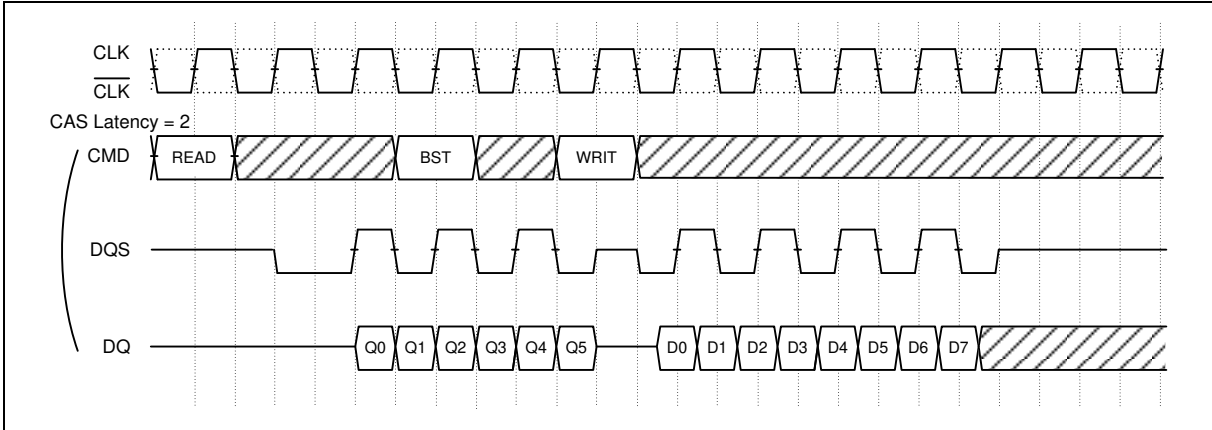 CLK
CLK
CAS Latency = 2
CMD READ BST WRIT
DQS
DQ Q0 Q1 Q2 Q3 Q4 Q5 D0 D1 D2 D3 D4 D5 D6 D7